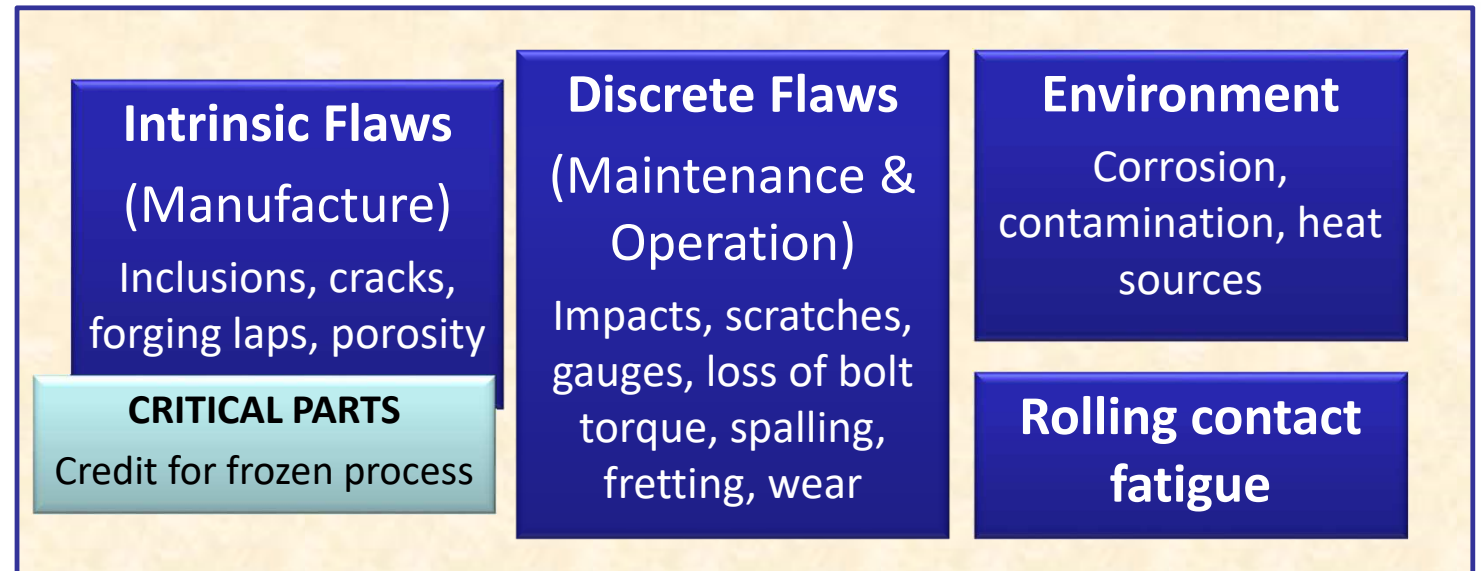 Intrinsic Flaws
(Manufacture)
Inclusions, cracks,
forging laps, porosity
CRITICAL PARTS
Credit for frozen process
Discrete Flaws
(Maintenance &
Operation)
Impacts, scratches,
gauges, loss of bolt
torque, spalling,
fretting, wear
Environment
Corrosion,
contamination, heat
sources
Rolling contact
fatigue